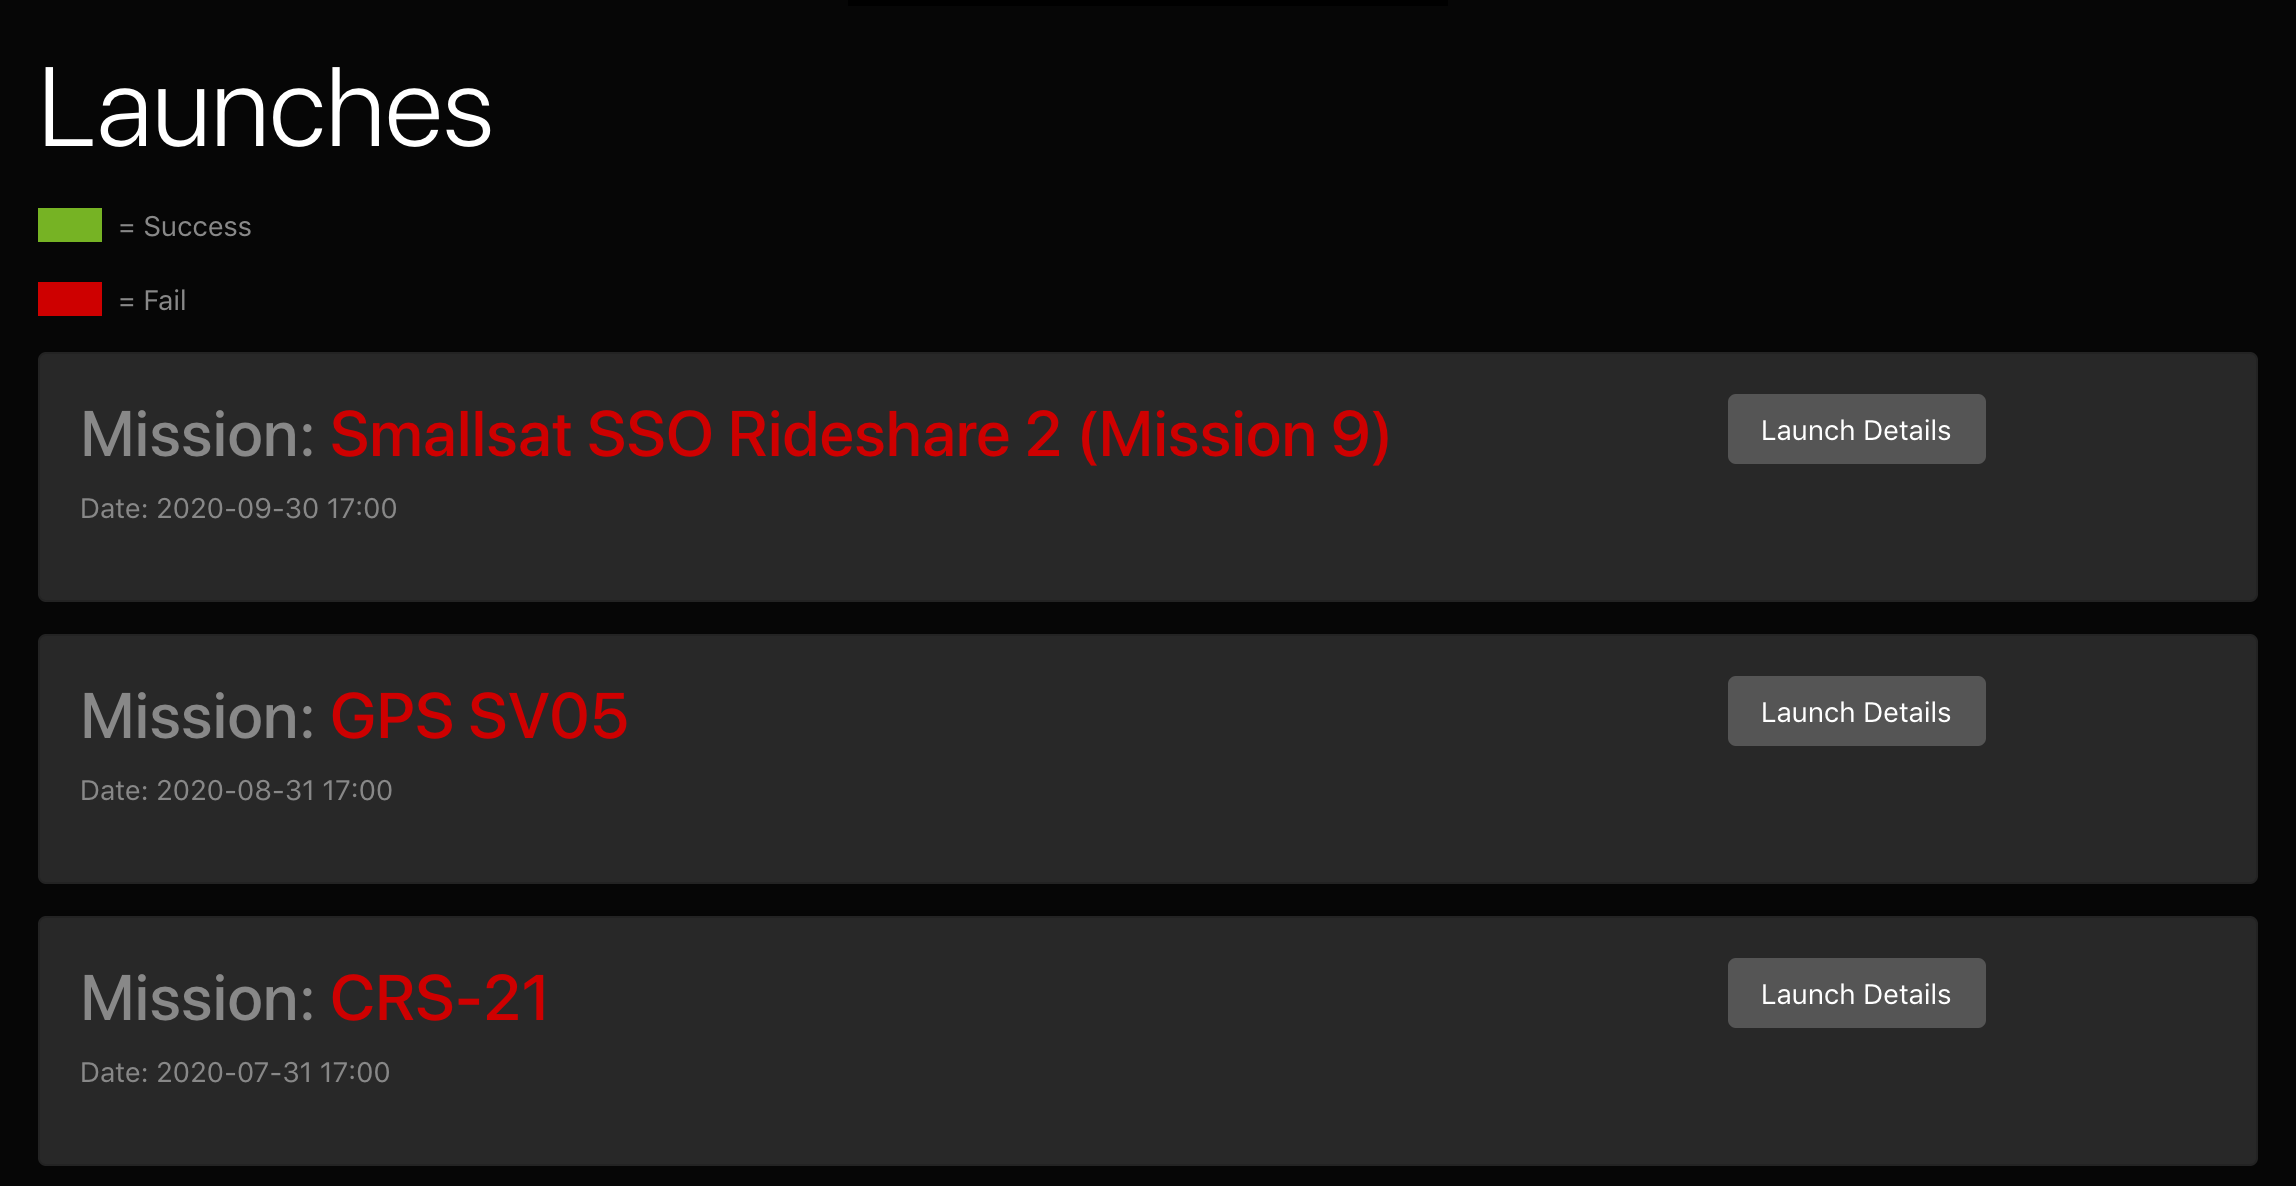 Launches
= Success
= Fail
Mission: Smallsat SSO Rideshare 2 (Mission 9)
Launch Details
Date: 2020-09-30 17:00
Mission: GPS SV05
Launch Details
Date: 2020-08-31 17:00
Mission: CRS-21
Launch Details
Date: 2020-07-31 17:00